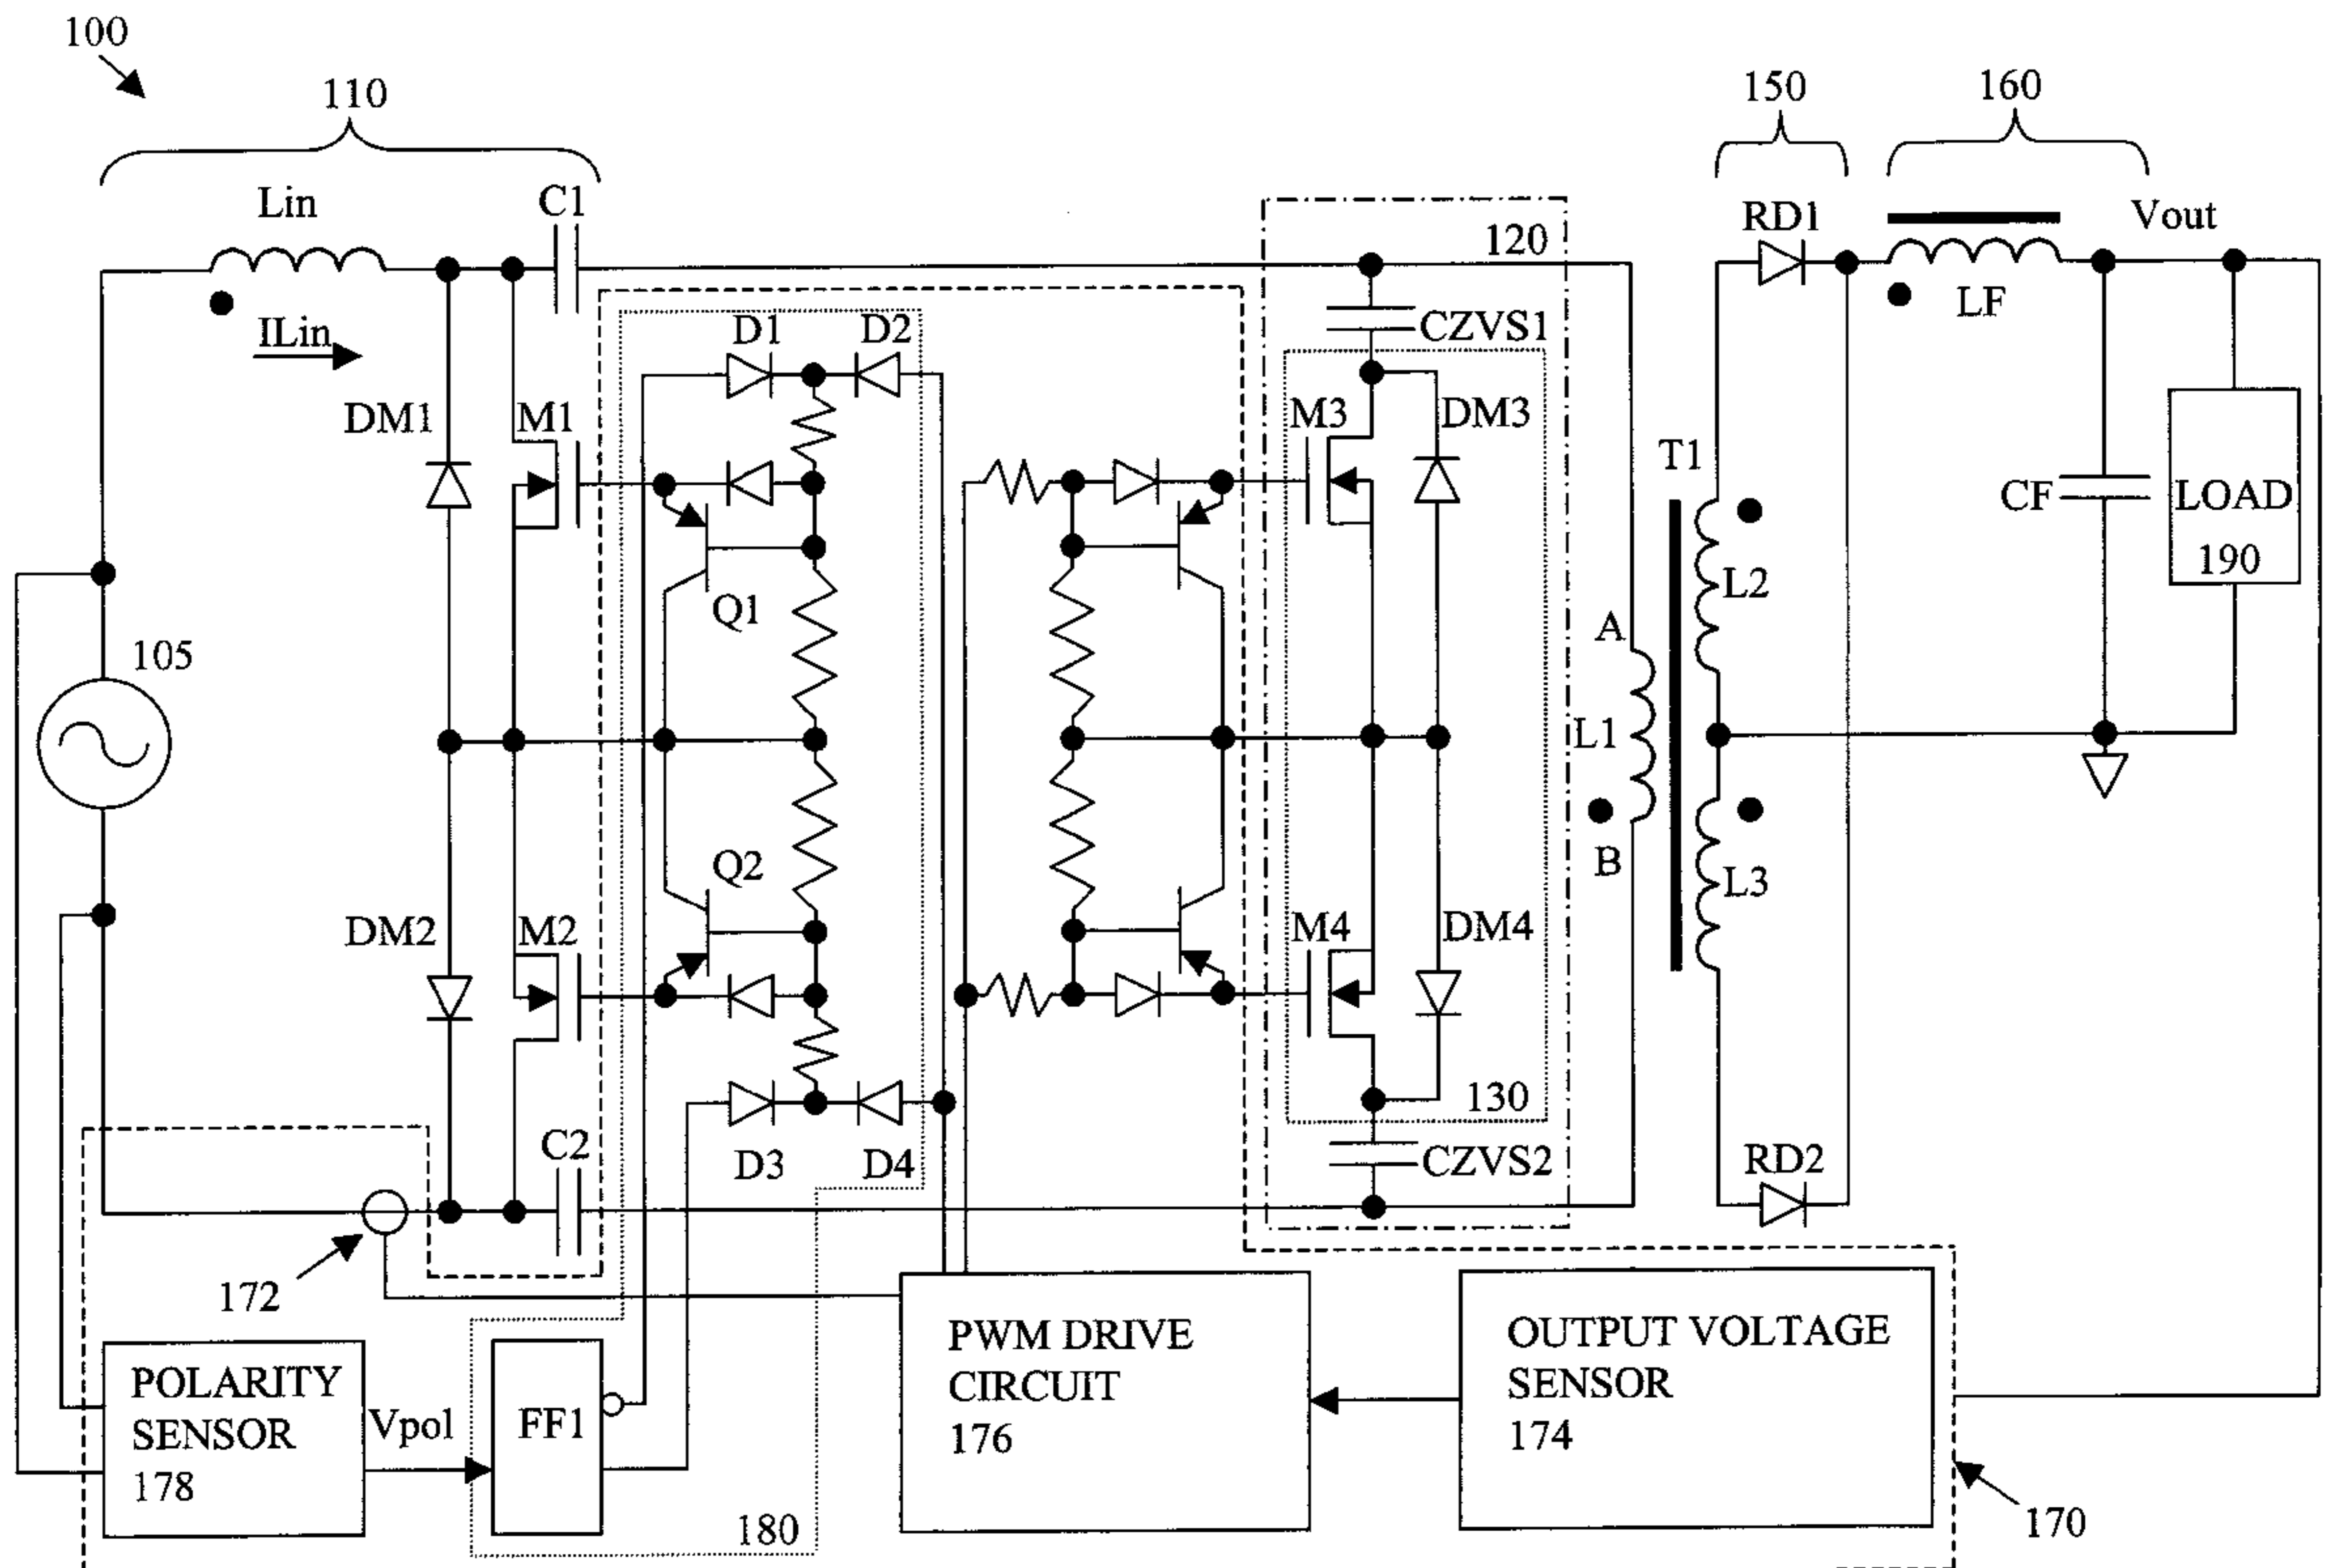 100
110
150
160
Lin
C1
RD1
Vout
120
ILin
D1
D2
CZVS1
LF
DM1
M1
M3
DM3
T1
CF
LOAD
190
L2
Q1
A
105
L1
Q2
B
L3
DM2
M2
M4
DM4
130
C2
D3
D4
CZVS2
RD2
172
POLARITY
SENSOR
178
Vpol
FF1
PWM DRIVE
CIRCUIT
176
OUTPUT VOLTAGE
SENSOR
174
180
170